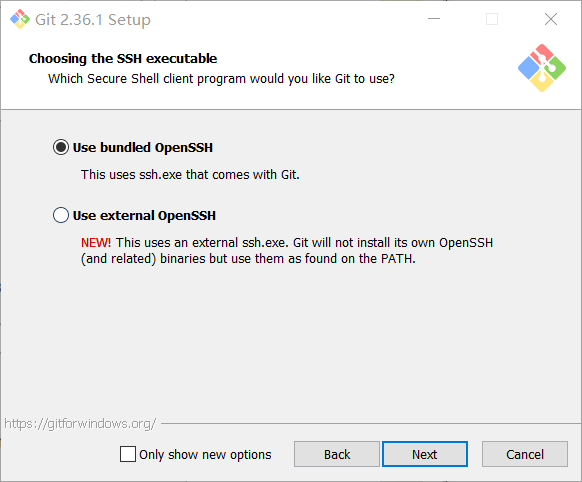 Git 2.36.1 Setup
Choosing the SSH executable
Which Secure Shell client program would you like Git to use?
Use bundled OpenSSH
This uses ssh.exe that comes with Git.
Use external OpenSSH
NEW! This uses an external ssh.exe. Git will not install its own OpenSSH
(and related) binaries but use them as found on the PATH.
https://gitforwindows.org/
Only show new options
Back
Next
Cancel